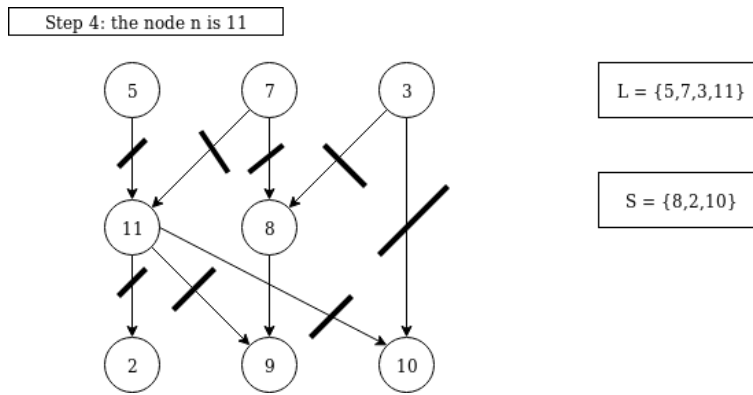 Step 4: the node n is 11
5
7
3
L = {5,7,3,11}
S = {8,2,10}
11
8
2
9
10